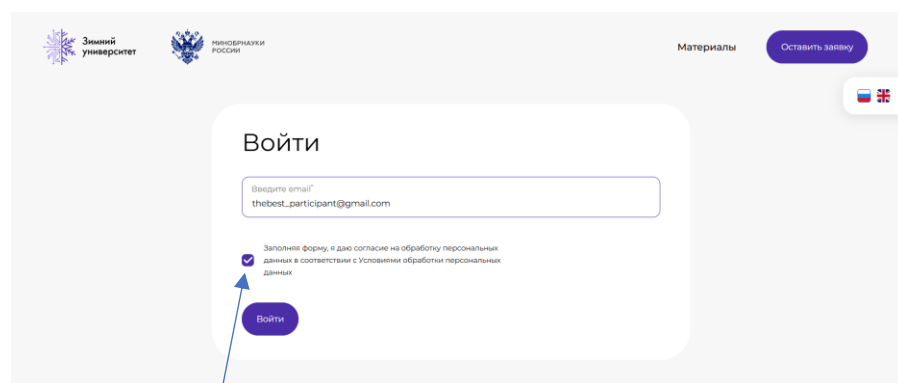 Зимний
университет
МИНОБРНАУКИ
РОССИИ
Материалы
Оставить заявку
Войти
Введите email*
thebest_participant@gmail.com
Заполняя форму, я даю согласие на обработку персональных
данных в соответствии с Условиями обработки персональных
данных
Войти